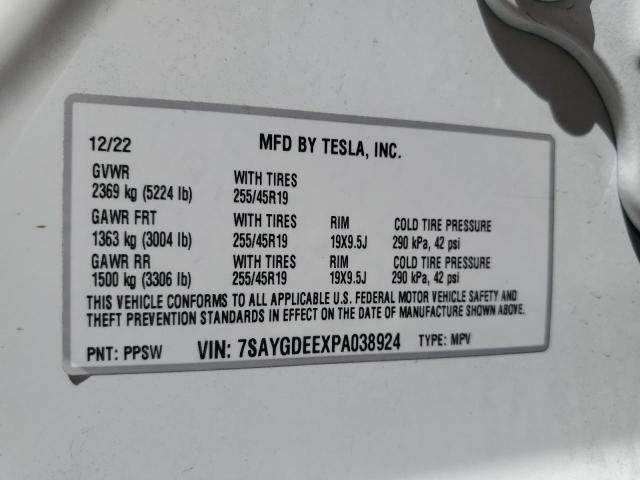 12/22 MFD BY TESLA, INC.
GVWR WITH TIRES
2369 kg (5224 lb) 255/45R19
GAWR FRT WITH TIRES RIM COLD TIRE PRESSURE
1363 kg (3004 lb) 255/45R19 19X9.5J 290 kPa, 42 psi
GAWR RR WITH TIRES RIM COLD TIRE PRESSURE
1500 kg (3306 lb) 255/45R19 19X9.5J 290 kPa, 42 psi
THIS VEHICLE CONFORMS TO ALL APPLICABLE U.S. FEDERAL MOTOR VEHICLE SAFETY AND
THEFT PREVENTION STANDARDS IN EFFECT ON THE DATE OF MANUFACTURE SHOWN ABOVE.
PNT: PPSW VIN: 7SAYGDEEXPA038924 TYPE: MPV